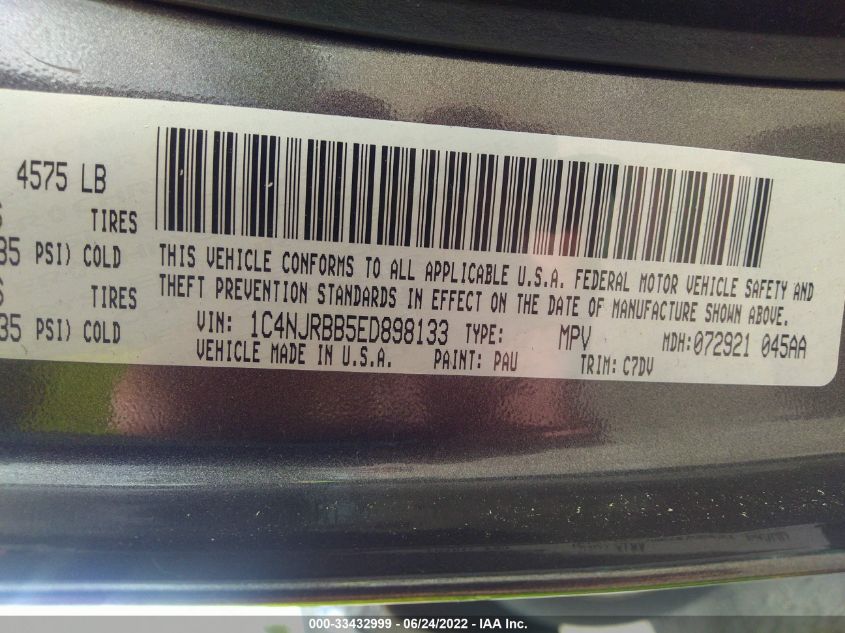 4575 LB
TIRES
35 PSI) COLD
TIRES
35 PSI) COLD
THIS VEHICLE CONFORMS TO ALL APPLICABLE U.S.A. FEDERAL MOTOR VEHICLE SAFETY AND
THEFT PREVENTION STANDARDS IN EFFECT ON THE DATE OF MANUFACTURE SHOWN ABOVE.
VIN: 1C4NJRBB5ED898133 TYPE: MPV MDH:072921 045AA
VEHICLE MADE IN U.S.A. PAINT: PAU TRIM: C7DV
000-33432999 - 06/24/2022 - IAA Inc.